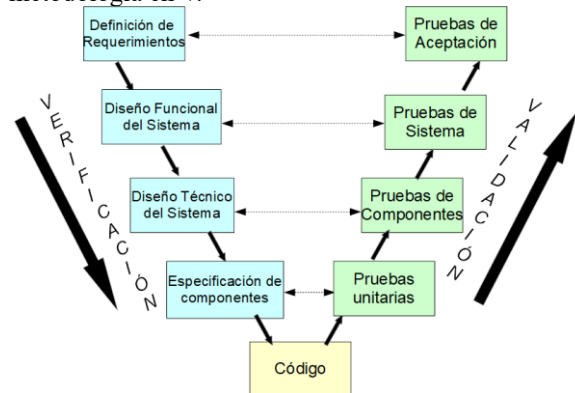 metodología en V.
Definición de
Requerimientos
Pruebas de
Aceptación
Diseño Funcional
del Sistema
Pruebas de
Sistema
Diseño Técnico
del Sistema
Pruebas de
Componentes
Especificación de
componentes
Pruebas
unitarias
Código
VERIFICACIÓN
VALIDACIÓN